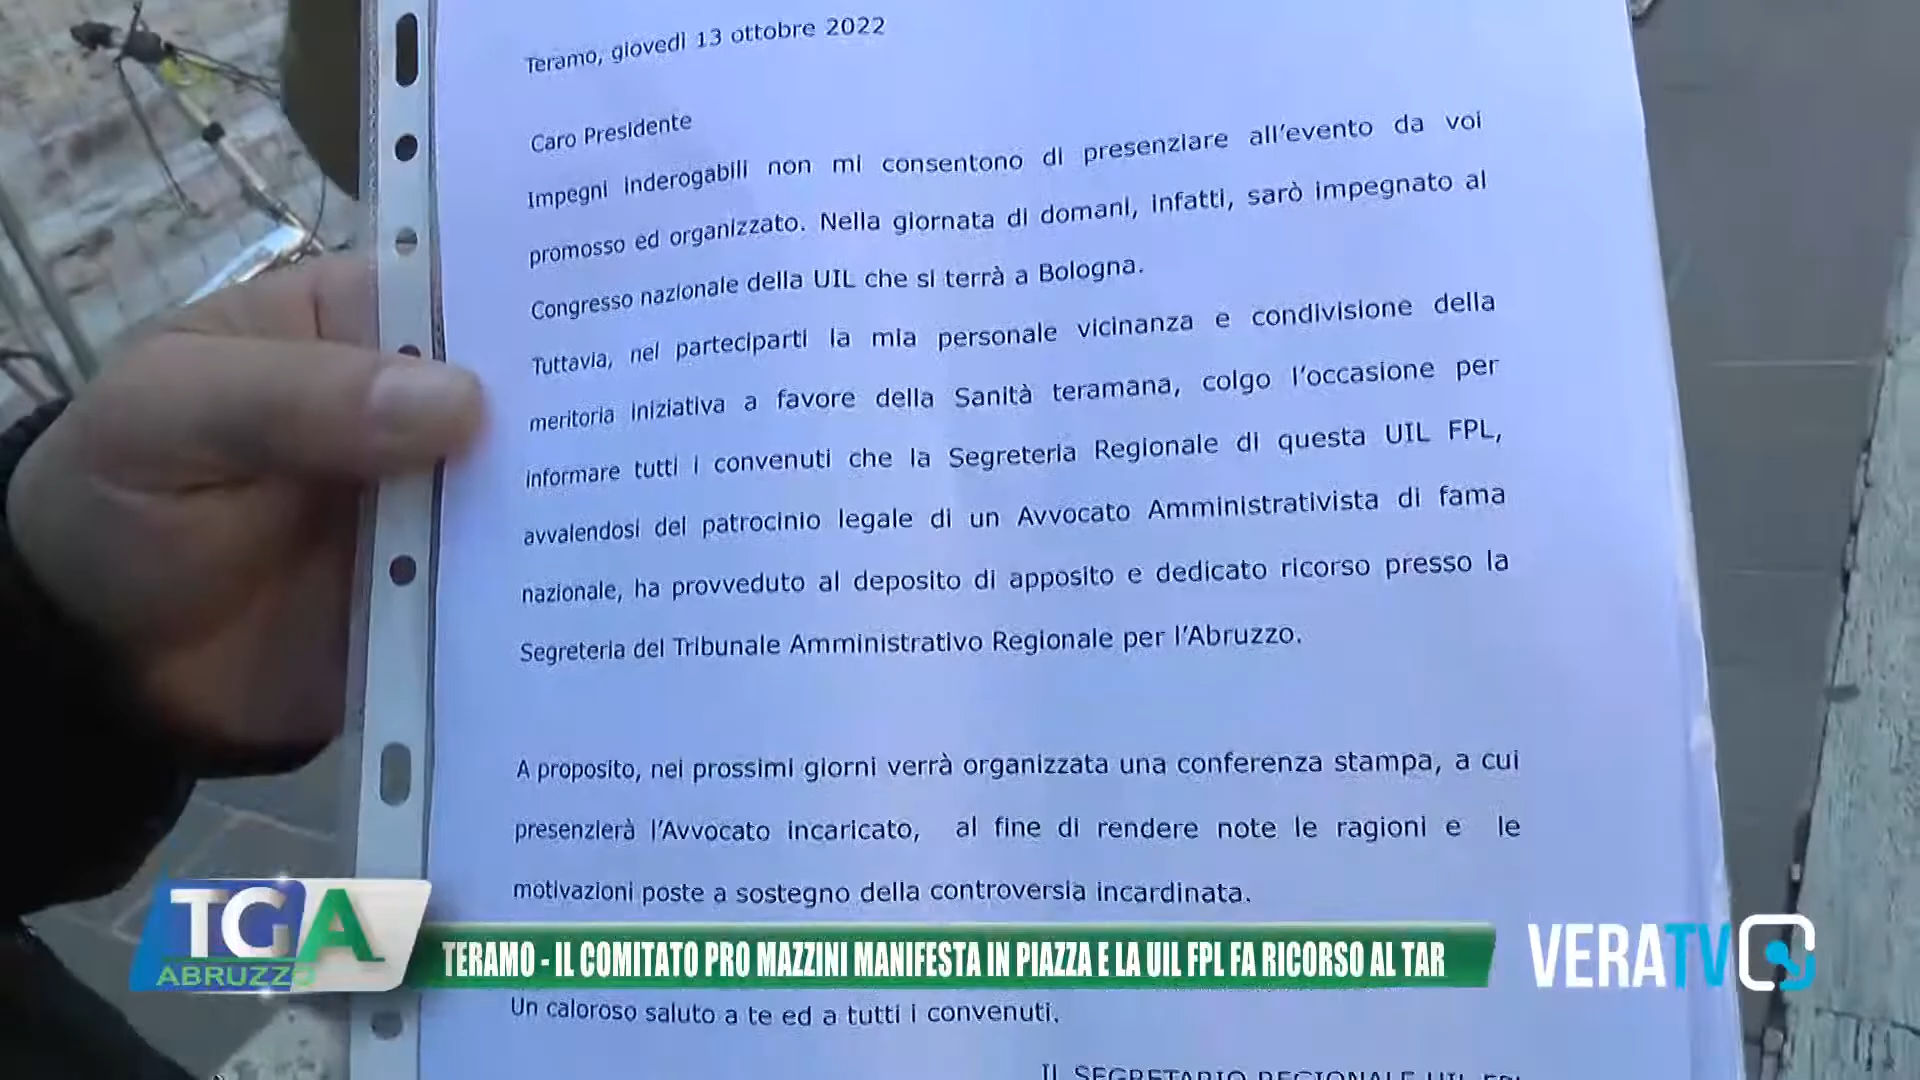 Teramo, giovedì 13 ottobre 2022
Caro Presidente
Impegni inderogabili non mi consentono di presenziare all'evento da voi
promosso ed organizzato. Nella giornata di domani, infatti, sarò impegnato al
Congresso nazionale della UIL che si terrà a Bologna.
Tuttavia, nel parteciparti la mia personale vicinanza e condivisione della
meritoria iniziativa a favore della Sanità teramana, colgo l'occasione per
informare tutti i convenuti che la Segreteria Regionale di questa UIL FPL,
avvalendosi del patrocinio legale di un Avvocato Amministrativista di fama
nazionale, ha provveduto al deposito di apposito e dedicato ricorso presso la
Segreteria del Tribunale Amministrativo Regionale per l'Abruzzo.
A proposito, nei prossimi giorni verrà organizzata una conferenza stampa, a cui
presenzierà l'Avvocato incaricato, al fine di rendere note le ragioni e le
motivazioni poste a sostegno della controversia incardinata.
TGA
ABRUZZO
TERAMO - IL COMITATO PRO MAZZINI MANIFESTA IN PIAZZA E LA UIL FPL FA RICORSO AL TAR
VERATV
Un caloroso saluto a te ed a tutti i convenuti.
IL SEGRETARIO REGIONALE UIL FPL